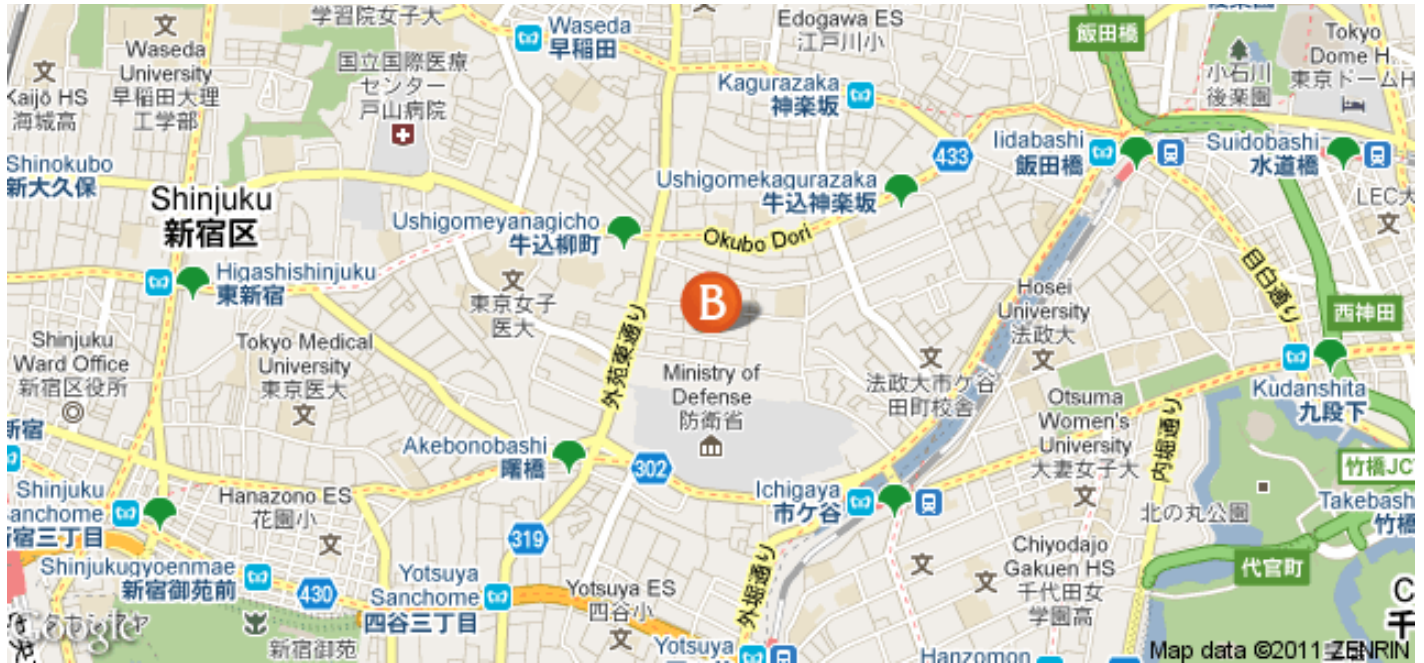 学習院女子大
Waseda
早稲田
Edogawa ES
江戸川小
飯田橋
後楽園
Tokyo
Dome H.
東京ドームH
Waseda
University
早稲田大理
工学部
国立国際医療
センター
戸山病院
Kaijō HS
海城高
Kagurazaka
神楽坂
小石川
後楽園
433
Iidabashi
飯田橋
Suidobashi
水道橋
Shinokubo
新大久保
Shinjuku
新宿区
Ushigomekagurazaka
牛込神楽坂
LEC大
Ushigomeyanagicho
牛込柳町
Okubo Dori
目白通り
Higashishinjuku
東新宿
東京女子
医大
B
Hosei
University
法政大
西神田
外苑東通り
Shinjuku
Ward Office
新宿区役所
Tokyo Medical
University
東京医大
Ministry of
Defense
防衛省
法政大市ケ谷
田町校舎
Otsuma
Women's
University
大妻女子大
Kudanshita
九段下
内堀通り
新宿
Akebonobashi
曙橋
302
竹橋JCT
Shinjuku
Sanchome
新宿三丁目
Hanazono ES
花園小
Ichigaya
市ケ谷
北の丸公園
Takebash
竹橋
319
外堀通り
Chiyodajo
Gakuen HS
千代田女
学園高
代官町
Shinjukugyoenmae
新宿御苑前
430
Yotsuya
Sanchome
四谷三丁目
Yotsuya ES
四谷小
C
千
Google
新宿御苑
Yotsuya
Hanzomon
Map data ©2011 ZENRIN